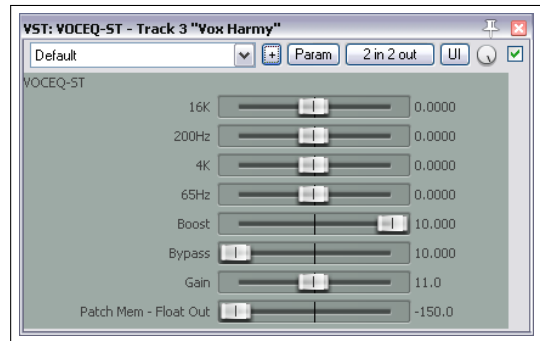 VST: VOCEQ-ST - Track 3 "Vox Harmy"
Default + Param 2 in 2 out UI
VOCEQ-ST
16K 0.0000
200Hz 0.0000
4K 0.0000
65Hz 0.0000
Boost 10.000
Bypass 10.000
Gain 11.0
Patch Mem - Float Out -150.0